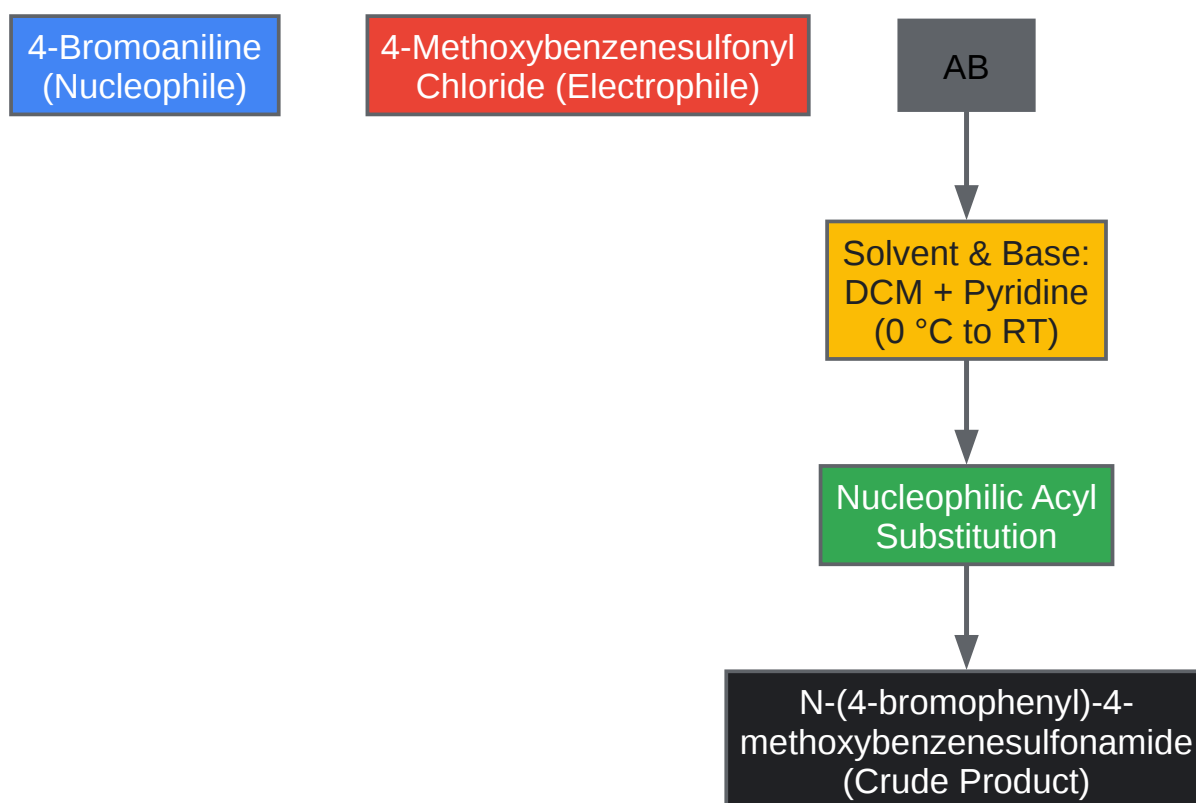 4-Bromoaniline
(Nucleophile)
4-Methoxybenzenesulfonyl
Chloride (Electrophile)
AB
Solvent & Base:
DCM + Pyridine
(0 °C to RT)
Nucleophilic Acyl
Substitution
N-(4-bromophenyl)-4-
methoxybenzenesulfonamide
(Crude Product)